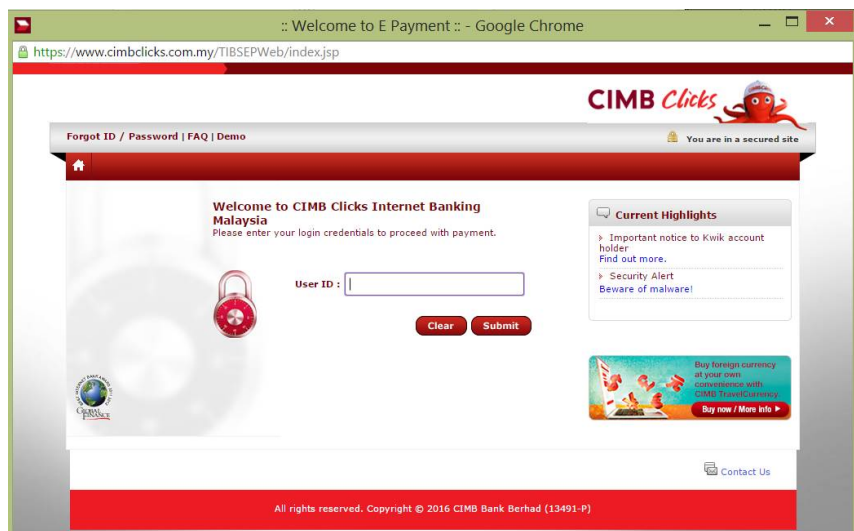 :: Welcome to E Payment :: - Google Chrome
https://www.cimbclicks.com.my/TIBSEPWeb/index.jsp
CIMB Clicks
Forgot ID / Password | FAQ | Demo
You are in a secured site
Welcome to CIMB Clicks Internet Banking
Malaysia
Please enter your login credentials to proceed with payment.
User ID :
Clear Submit
Current Highlights
Important notice to Kwik account
holder
Find out more.
Security Alert
Beware of malware!
GLOBAL
FINANCE
Buy foreign currency
at your own
convenience with
CIMB TravelCurrency.
Buy now / More info
Contact Us
All rights reserved. Copyright © 2016 CIMB Bank Berhad (13491-P)